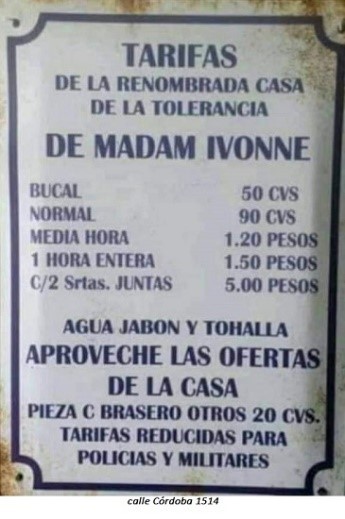 TARIFAS
DE LA RENOMBRADA CASA
DE LA TOLERANCIA
DE MADAM IVONNE
BUCAL 50 CVS
NORMAL 90 CVS
MEDIA HORA 1.20 PESOS
1 HORA ENTERA 1.50 PESOS
C/2 Srtas. JUNTAS 5.00 PESOS
AGUA JABON Y TOHALLA
APROVECHE LAS OFERTAS
DE LA CASA
PIEZA C BRASERO OTROS 20 CVS.
TARIFAS REDUCIDAS PARA
POLICIAS Y MILITARES
calle Córdoba 1514